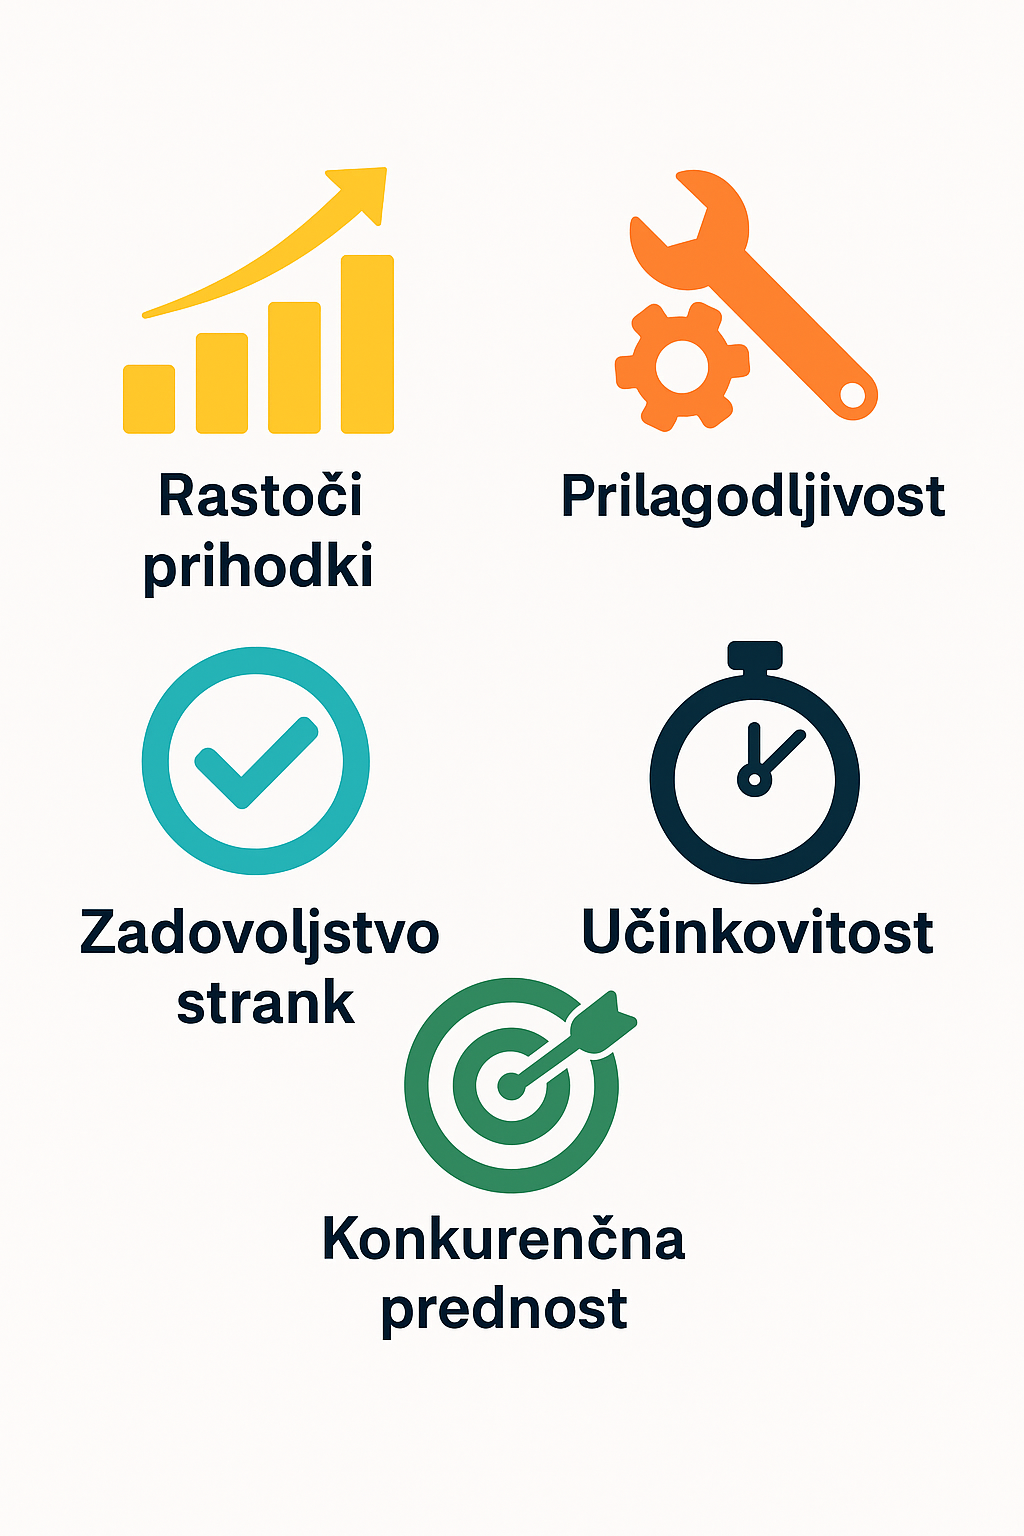 Rastoči
prihodki
Prilagodljivost
Zadovoljstvo
strank
Učinkovitost
Konkurenčna
prednost